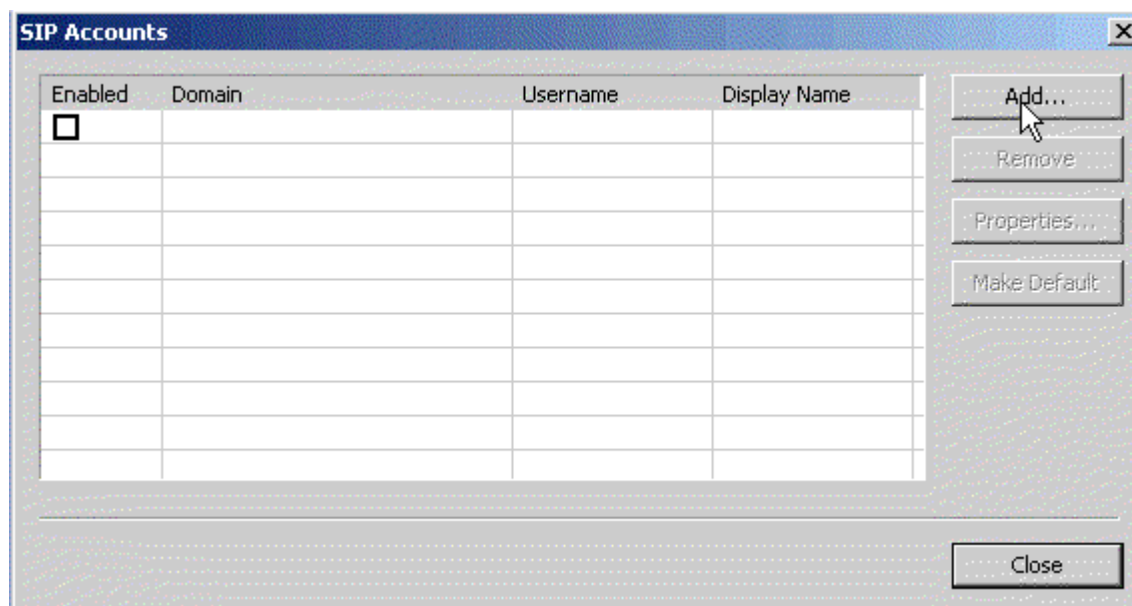 SIP Accounts
Enabled Domain Username Display Name
Add...
Remove
Properties...
Make Default
Close